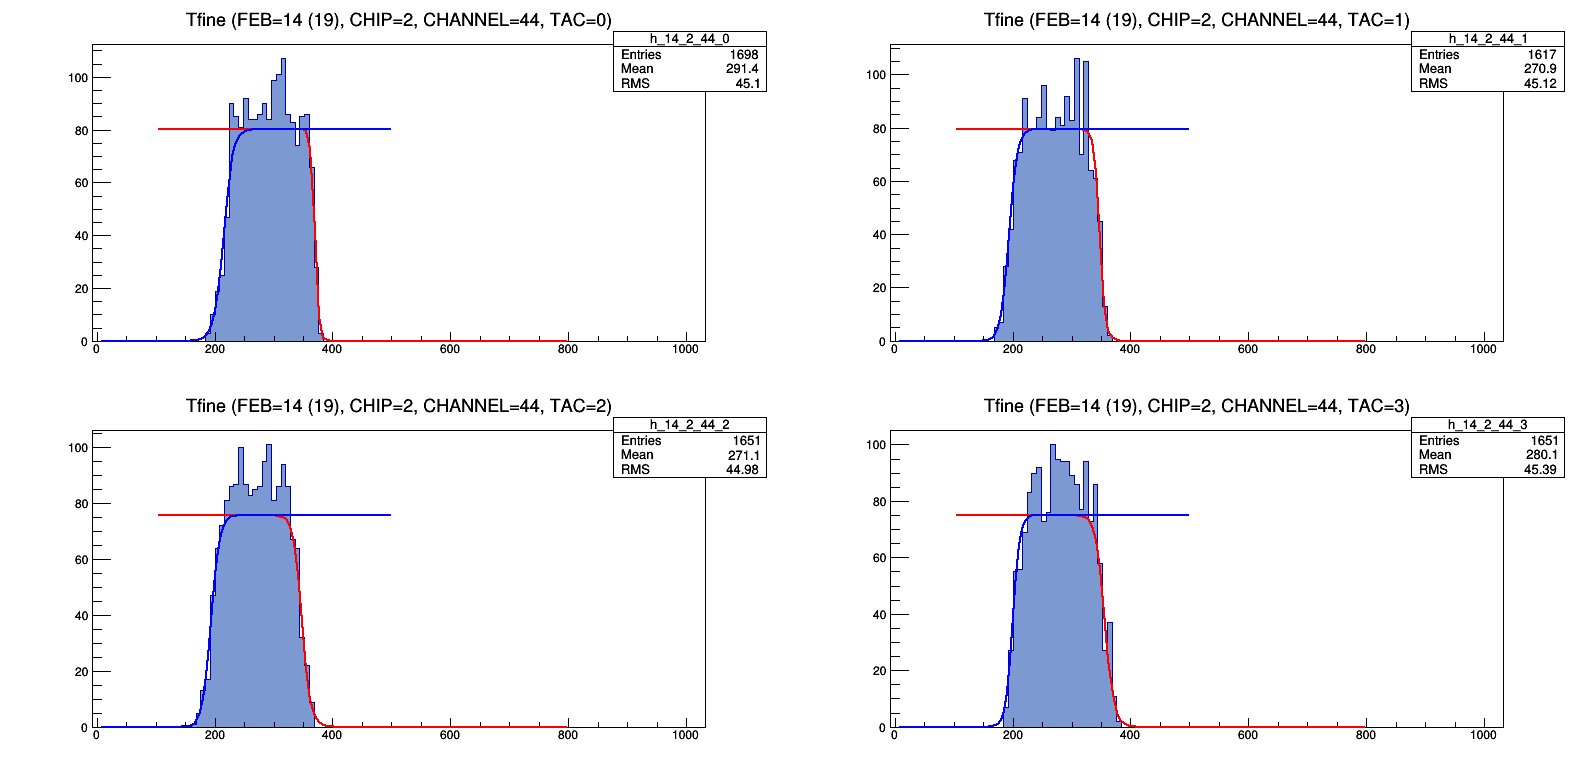 Tfine (FEB=14 (19), CHIP=2, CHANNEL=44, TAC=0)
h_14_2_44_0
Entries 1698
Mean 291.4
RMS 45.1
100
80
60
40
20
0
0 200 400 600 800 1000
Tfine (FEB=14 (19), CHIP=2, CHANNEL=44, TAC=1)
h_14_2_44_1
Entries 1617
Mean 270.9
RMS 45.12
100
80
60
40
20
0
0 200 400 600 800 1000
Tfine (FEB=14 (19), CHIP=2, CHANNEL=44, TAC=2)
h_14_2_44_2
Entries 1651
Mean 271.1
RMS 44.98
100
80
60
40
20
0
0 200 400 600 800 1000
Tfine (FEB=14 (19), CHIP=2, CHANNEL=44, TAC=3)
h_14_2_44_3
Entries 1651
Mean 280.1
RMS 45.39
100
80
60
40
20
0
0 200 400 600 800 1000